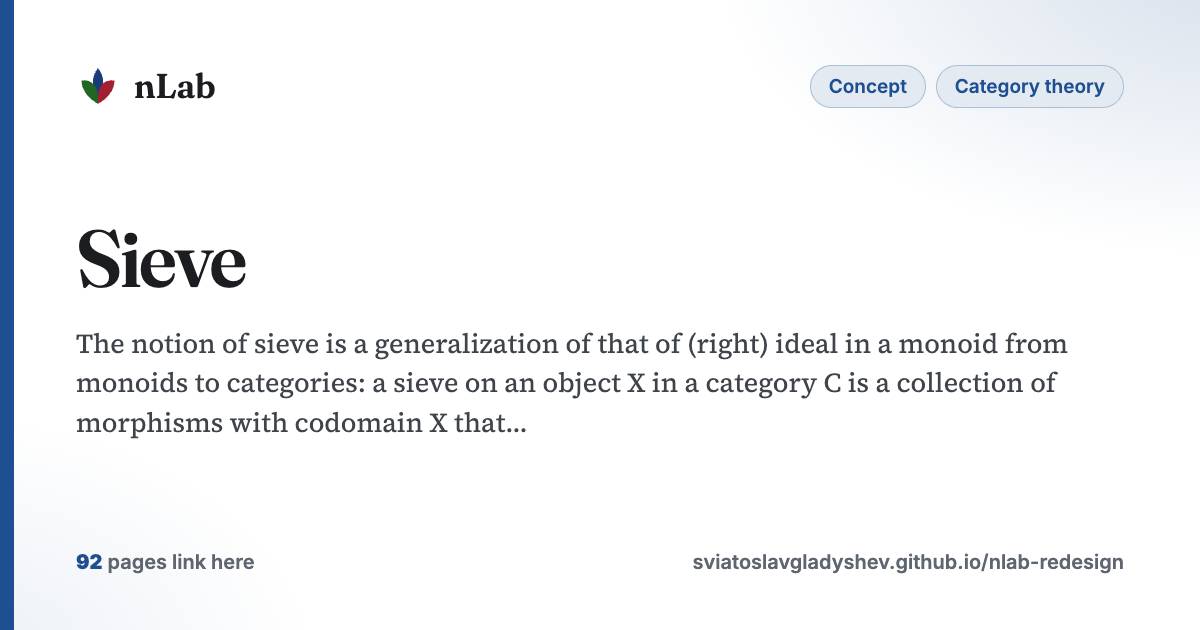 nLab
Concept
Category theory
Sieve
The notion of sieve is a generalization of that of (right) ideal in a monoid from
monoids to categories: a sieve on an object X in a category C is a collection of
morphisms with codomain X that...
92 pages link here
sviatoslavgladyshev.github.io/nlab-redesign